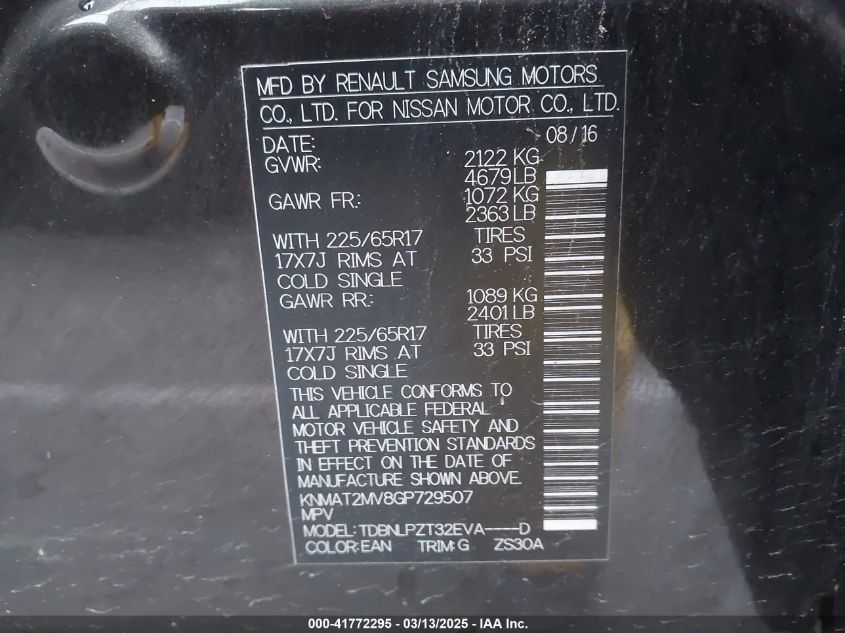 MFD BY RENAULT SAMSUNG MOTORS
CO., LTD. FOR NISSAN MOTOR CO., LTD.
DATE: 08/16
GVWR: 2122 KG
4679 LB
GAWR FR: 1072 KG
2363 LB
WITH 225/65R17 TIRES
17X7J RIMS AT 33 PSI
COLD SINGLE
GAWR RR: 1089 KG
2401 LB
WITH 225/65R17 TIRES
17X7J RIMS AT 33 PSI
COLD SINGLE
THIS VEHICLE CONFORMS TO
ALL APPLICABLE FEDERAL
MOTOR VEHICLE SAFETY AND
THEFT PREVENTION STANDARDS
IN EFFECT ON THE DATE OF
MANUFACTURE SHOWN ABOVE.
KNMAT2MV8GP729507
MPV
MODEL: TDBNLPZT32EVA----D
COLOR: EAN TRIM: G ZS30A
000-41772295 - 03/13/2025 - IAA Inc.